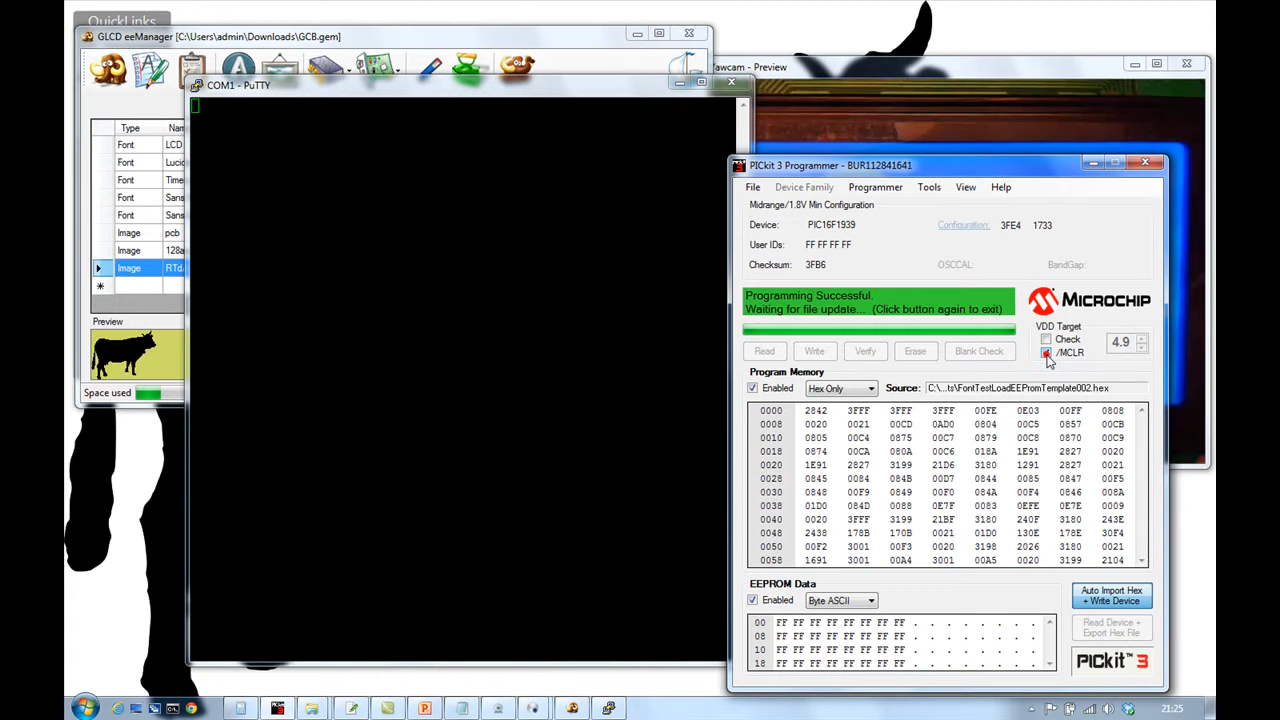 QuickLinks
GLCD eeManager [C:\Users\admin\Downloads\GCB.gem]
COM1 - PuTTY
- Preview
Type
Font LCD
Font
Font
Font Sans
Font Sans
Image pcb
Image
Image
Preview
Space used
PICkit 3 Programmer - BUR112841641
File Device Family Programmer Tools View Help
Midrange/1.8V Min Configuration
Device: PIC16F1939 Configuration: 3FE4 1733
User IDs: FF FF FF FF
Checksum: 3FB6 OSCCAL: BandGap:
Programming Successful.
Waiting for file update... (Click button again to exit)
MICROCHIP
VDD Target
Check
/MCLR
4.9
Read Write Verify Erase Blank Check
Program Memory
Enabled Hex Only Source: C:\...ts\FontTestLoadEEPromTemplate002.hex
0000 2842 3FFF 3FFF 3FFF 00FE 0E03 00FF 0808
0008 0020 0021 00CD 0AD0 0804 00C5 0857 00CB
0010 0805 00C4 0875 00C7 0879 00C8 0870 00C9
0018 0874 00CA 080A 00C6 018A 1E91 2827 0020
0020 1E91 2827 3199 21D6 3180 1291 2827 0021
0028 0857 0084 084B 00D7 0844 0085 0847 00F5
0030 0848 00F9 0849 00F0 084A 00F4 0846 008A
0038 01D0 084D 0088 0E7F 0083 0EFE 0E7E 0009
0040 0020 3FFF 3199 21BF 3180 240F 3180 243E
0048 2438 178B 170B 0021 01D0 130E 178E 30F4
0050 00F2 3001 00F3 0020 3198 2026 3180 0021
0058 1691 3001 00A4 3001 00A5 0020 3199 2104
EEPROM Data
Enabled Byte ASCII
00 FF FF FF FF FF FF FF FF . . . . . . . .
08 FF FF FF FF FF FF FF FF . . . . . . . .
10 FF FF FF FF FF FF FF FF . . . . . . . .
18 FF FF FF FF FF FF FF FF . . . . . . . .
Auto Import Hex
+ Write Device
Read Device +
Export Hex File
PICkit™ 3
21:25